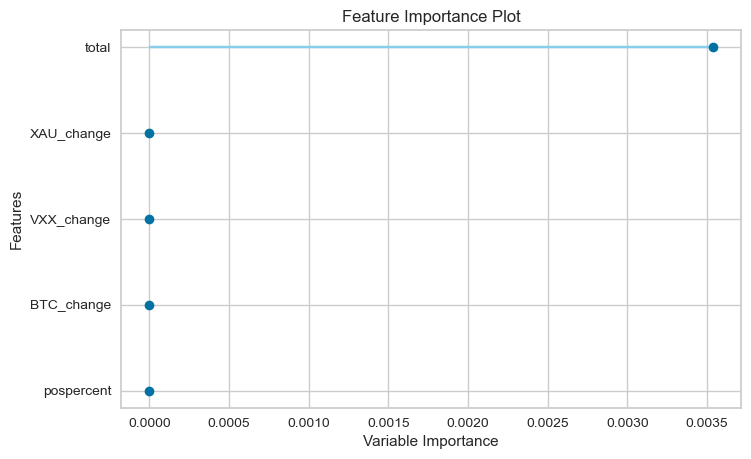 Feature Importance Plot
total
XAU_change
VXX_change
BTC_change
pospercent
Features
0.0000 0.0005 0.0010 0.0015 0.0020 0.0025 0.0030 0.0035
Variable Importance